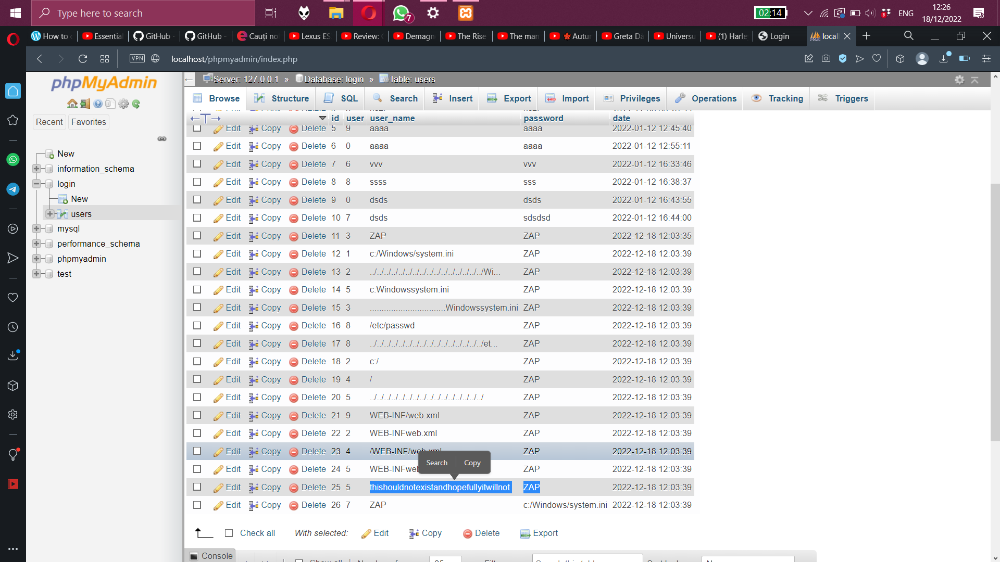 Type here to search
7
02:14
3
ENG
12:26
18/12/2022
How to
Essential
GitHub
GitHub -
Cauți no
Lexus ES
Review:
Demagn
The Rise
The man
Autur
Greta Dă
Universu
(1) Harle
Login
local
VPN
localhost/phpmyadmin/index.php
phpMyAdmin
Recent
Favorites
New
information_schema
login
New
users
mysql
performance_schema
phpmyadmin
test
Server: 127.0.0.1 » Database: login » Table: users
Browse Structure SQL Search Insert Export Import Privileges Operations Tracking Triggers
←T→ id user user_name password date
Edit Copy Delete 5 9 aaaa aaaa 2022-01-12 12:45:40
Edit Copy Delete 6 0 aaaa aaaa 2022-01-12 12:55:11
Edit Copy Delete 7 6 vvv vvv 2022-01-12 16:33:46
Edit Copy Delete 8 8 ssss sss 2022-01-12 16:38:37
Edit Copy Delete 9 0 dsds dsds 2022-01-12 16:43:55
Edit Copy Delete 10 7 dsds sdsdsd 2022-01-12 16:44:00
Edit Copy Delete 11 3 ZAP ZAP 2022-12-18 12:03:35
Edit Copy Delete 12 1 c:/Windows/system.ini ZAP 2022-12-18 12:03:39
Edit Copy Delete 13 2 ../../../../../../../../../../../../../../../../Wi... ZAP 2022-12-18 12:03:39
Edit Copy Delete 14 5 c:Windowssystem.ini ZAP 2022-12-18 12:03:39
Edit Copy Delete 15 3 ................................Windowssystem.ini ZAP 2022-12-18 12:03:39
Edit Copy Delete 16 8 /etc/passwd ZAP 2022-12-18 12:03:39
Edit Copy Delete 17 8 ../../../../../../../../../../../../../../../../et... ZAP 2022-12-18 12:03:39
Edit Copy Delete 18 2 c:/ ZAP 2022-12-18 12:03:39
Edit Copy Delete 19 4 / ZAP 2022-12-18 12:03:39
Edit Copy Delete 20 5 ../../../../../../../../../../../../../../../../ ZAP 2022-12-18 12:03:39
Edit Copy Delete 21 9 WEB-INF/web.xml ZAP 2022-12-18 12:03:39
Edit Copy Delete 22 2 WEB-INFweb.xml ZAP 2022-12-18 12:03:39
Edit Copy Delete 23 4 /WEB-INF/web.xml ZAP 2022-12-18 12:03:39
Search Copy
Edit Copy Delete 24 5 WEB-INFwe ZAP 2022-12-18 12:03:39
Edit Copy Delete 25 5 thishouldnotexistandhopefullyitwillnot ZAP 2022-12-18 12:03:39
Edit Copy Delete 26 7 ZAP c:/Windows/system.ini 2022-12-18 12:03:39
Check all With selected: Edit Copy Delete Export
Console